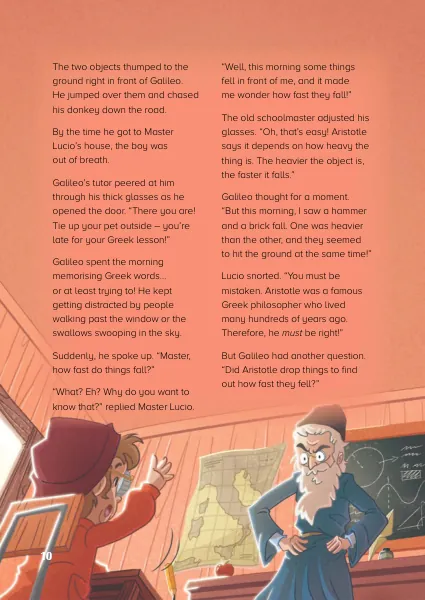 The two objects thumped to the
ground right in front of Galileo.
He jumped over them and chased
his donkey down the road.
By the time he got to Master
Lucio’s house, the boy was
out of breath.
Galileo’s tutor peered at him
through his thick glasses as he
opened the door. “There you are!
Tie up your pet outside – you’re
late for your Greek lesson!”
Galileo spent the morning
memorising Greek words...
or at least trying to! He kept
getting distracted by people
walking past the window or the
swallows swooping in the sky.
Suddenly, he spoke up. “Master,
how fast do things fall?”
“What? Eh? Why do you want to
know that?” replied Master Lucio.
“Well, this morning some things
fell in front of me, and it made
me wonder how fast they fall!”
The old schoolmaster adjusted his
glasses. “Oh, that’s easy! Aristotle
says it depends on how heavy the
thing is. The heavier the object is,
the faster it falls.”
Galileo thought for a moment.
“But this morning, I saw a hammer
and a brick fall. One was heavier
than the other, and they seemed
to hit the ground at the same time!”
Lucio snorted. “You must be
mistaken. Aristotle was a famous
Greek philosopher who lived
many hundreds of years ago.
Therefore, he must be right!”
But Galileo had another question.
“Did Aristotle drop things to find
out how fast they fell?”
10